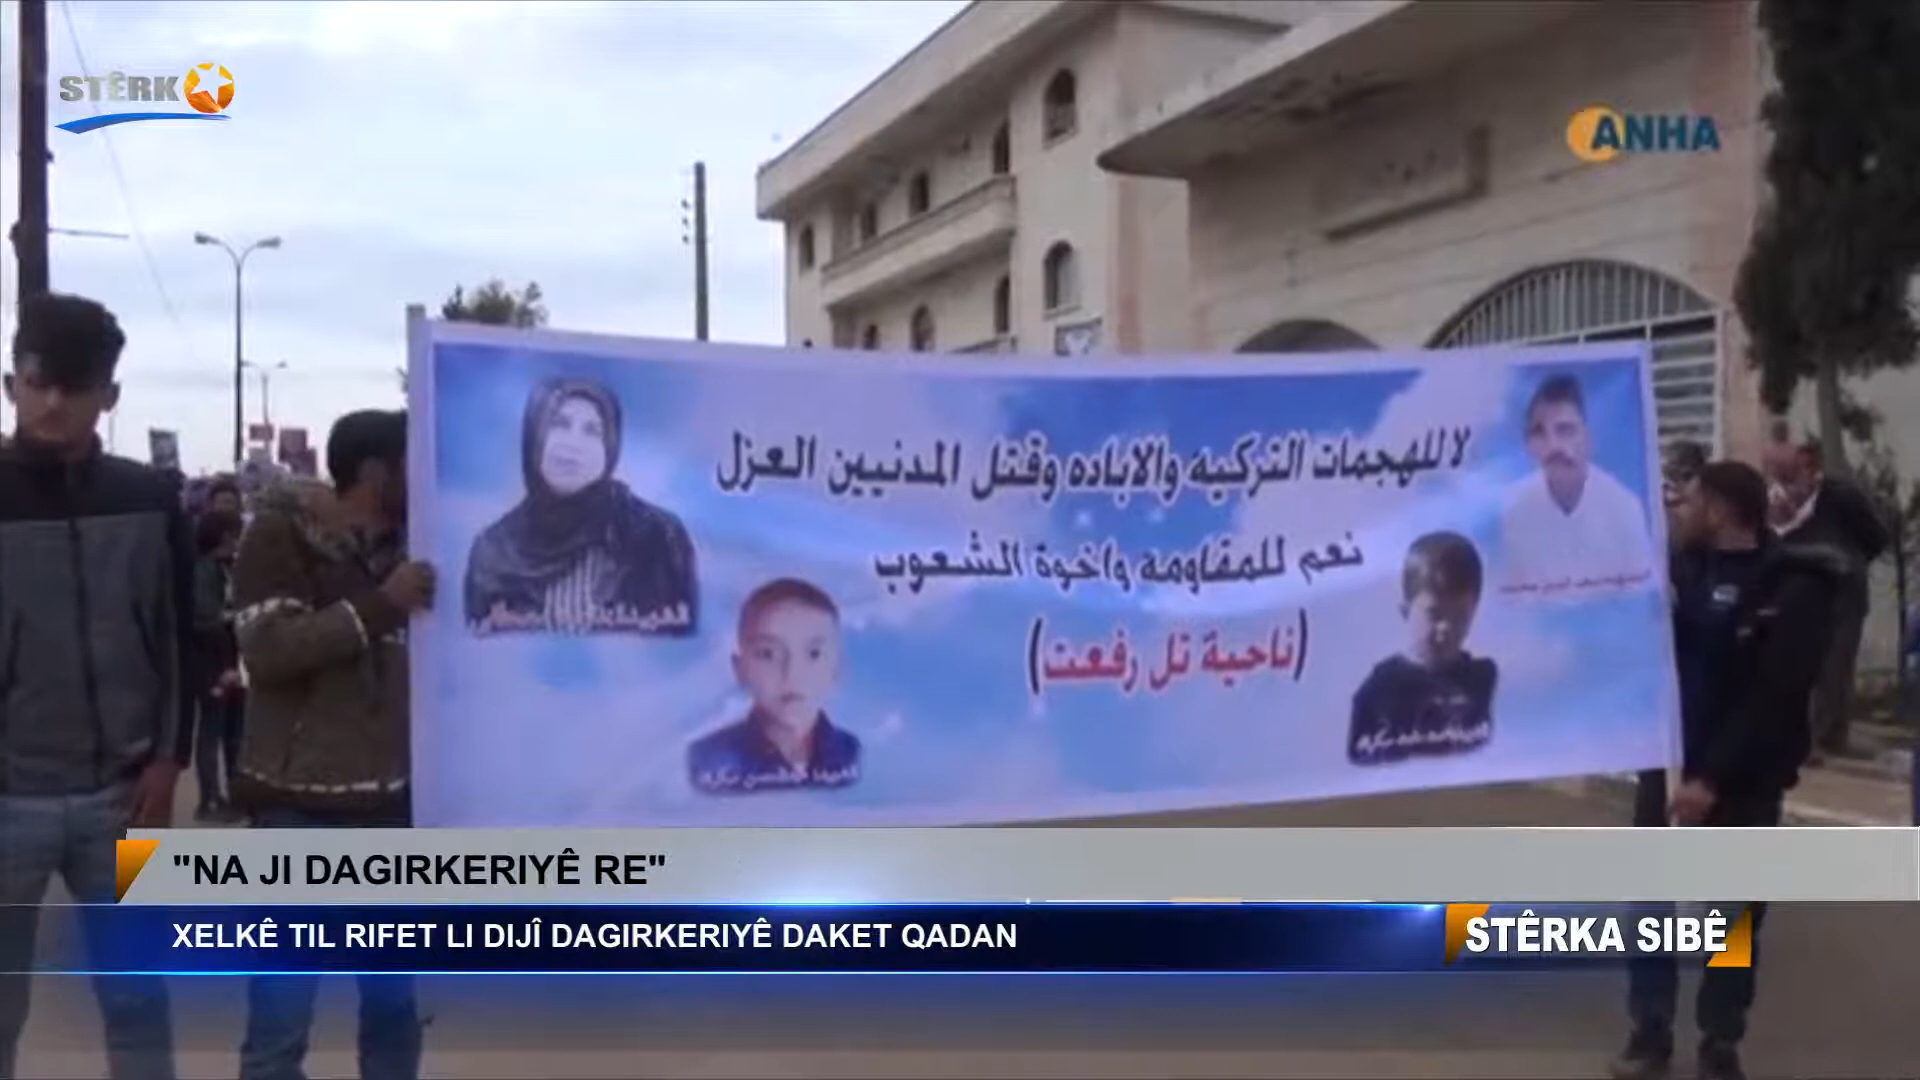 STÊRK
ANHA
لا للهجمات التركيه والاباده وقتل المدنيين العزل
نعم للمقاومه واخوة الشعوب
(ناحية تل رفعت)
"NA JI DAGIRKERIYÊ RE"
XELKÊ TIL RIFET LI DIJÎ DAGIRKERIYÊ DAKET QADAN
STÊRKA SIBÊ